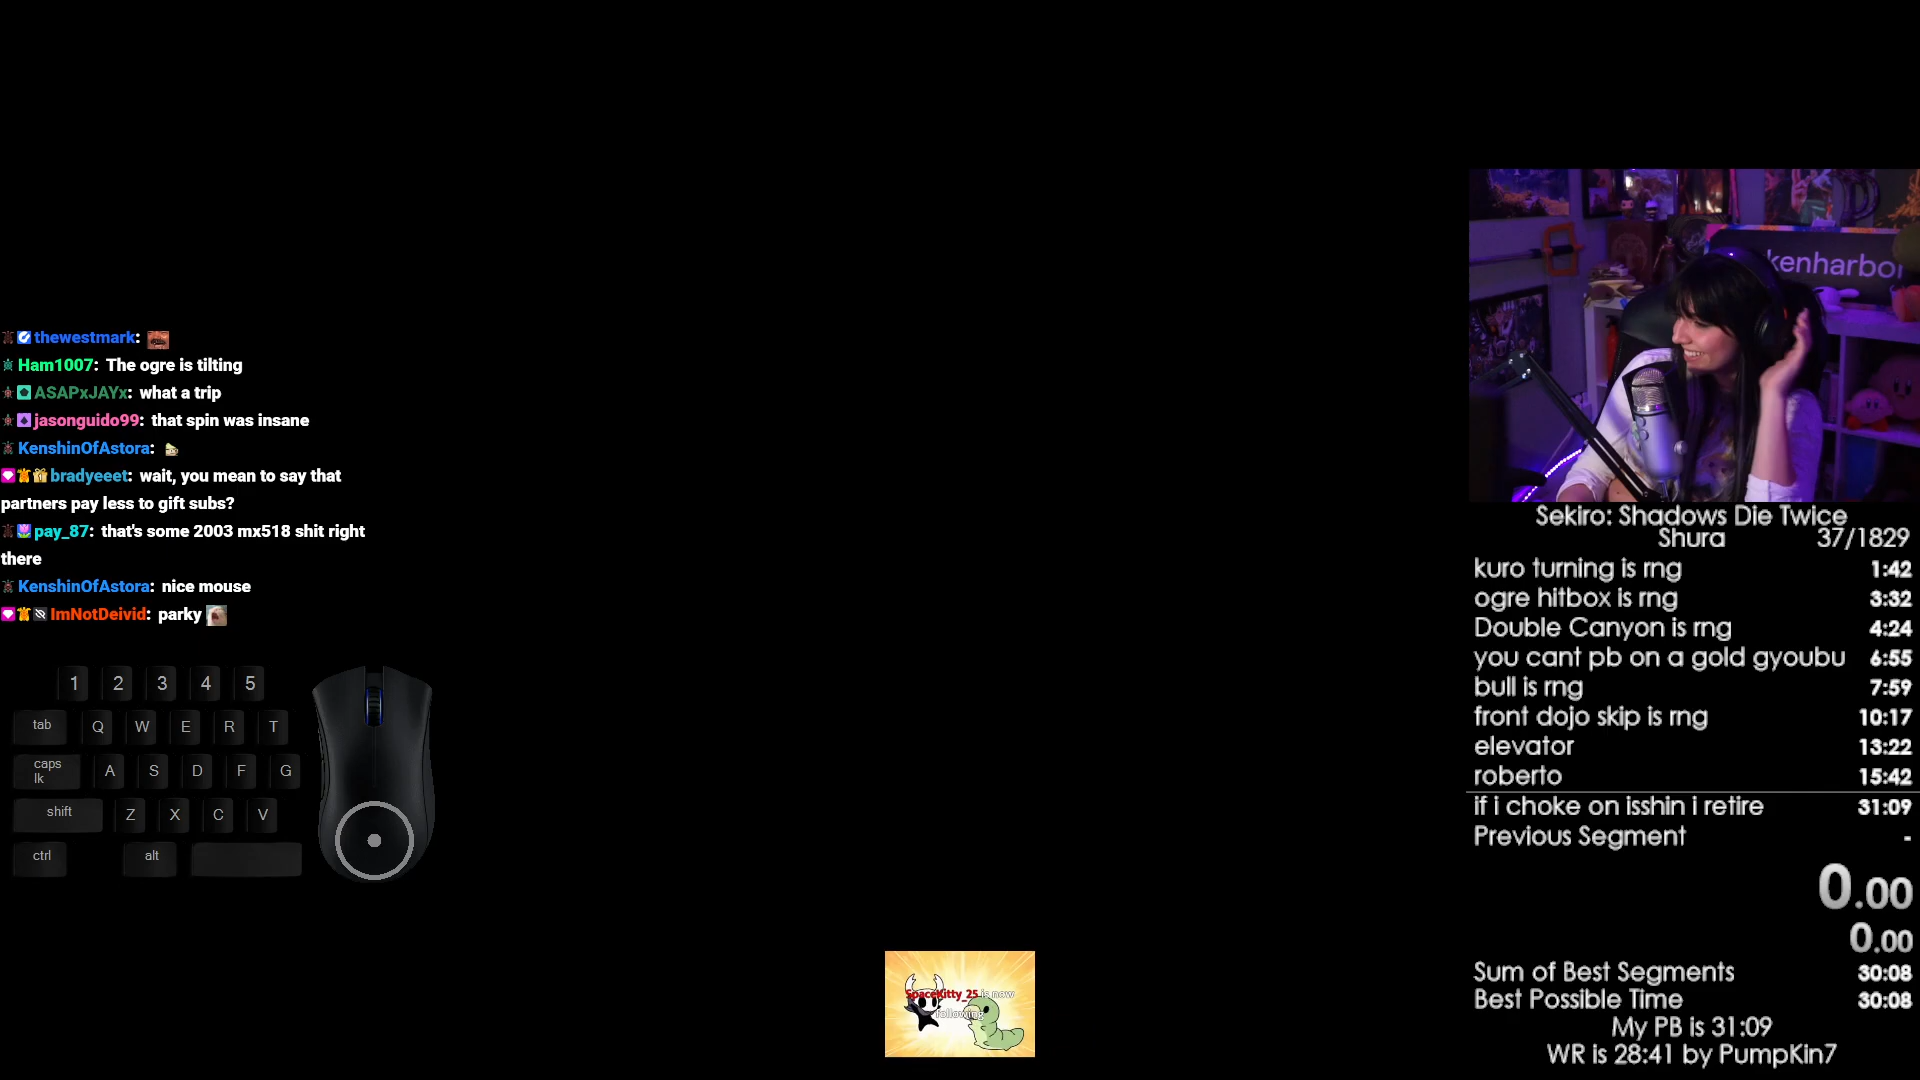 thewestmark:
Ham1007: The ogre is tilting
ASAPxJAYx: what a trip
jasonguido99: that spin was insane
KenshinOfAstora:
bradyeeet: wait, you mean to say that
partners pay less to gift subs?
pay_87: that's some 2003 mx518 shit right
there
KenshinOfAstora: nice mouse
ImNotDeivid: parky
1 2 3 4 5
tab Q W E R T
caps lk A S D F G
shift Z X C V
ctrl alt
SpaceKitty_25 is now
following
kenharbor
Sekiro: Shadows Die Twice
Shura 37/1829
kuro turning is rng 1:42
ogre hitbox is rng 3:32
Double Canyon is rng 4:24
you cant pb on a gold gyoubu 6:55
bull is rng 7:59
front dojo skip is rng 10:17
elevator 13:22
roberto 15:42
if i choke on isshin i retire 31:09
Previous Segment -
0.00
0.00
Sum of Best Segments 30:08
Best Possible Time 30:08
My PB is 31:09
WR is 28:41 by PumpKin7